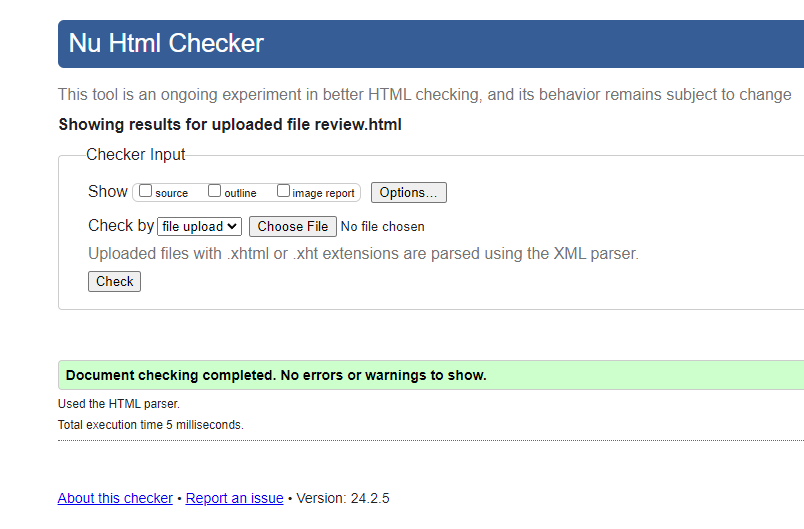 Nu Html Checker
This tool is an ongoing experiment in better HTML checking, and its behavior remains subject to change
Showing results for uploaded file review.html
Checker Input
Show source outline image report Options...
Check by file upload Choose File No file chosen
Uploaded files with .xhtml or .xht extensions are parsed using the XML parser.
Check
Document checking completed. No errors or warnings to show.
Used the HTML parser.
Total execution time 5 milliseconds.
About this checker • Report an issue • Version: 24.2.5